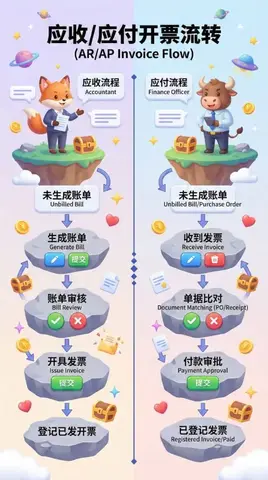 应收/应付开票流转
(AR/AP Invoice Flow)
应收流程
Accountant
未生成账单
Unbilled Bill
生成账单
Generate Bill
提交
账单审核
Bill Review
开具发票
Issue Invoice
提交
登记已发开票
应付流程
Finance Officer
未生成账单
Unbilled Bill/Purchase Order
收到发票
Receive Invoice
单据比对
Document Matching (PO/Receipt)
付款审批
Payment Approval
提交
已登记发票
Registered Invoice/Paid